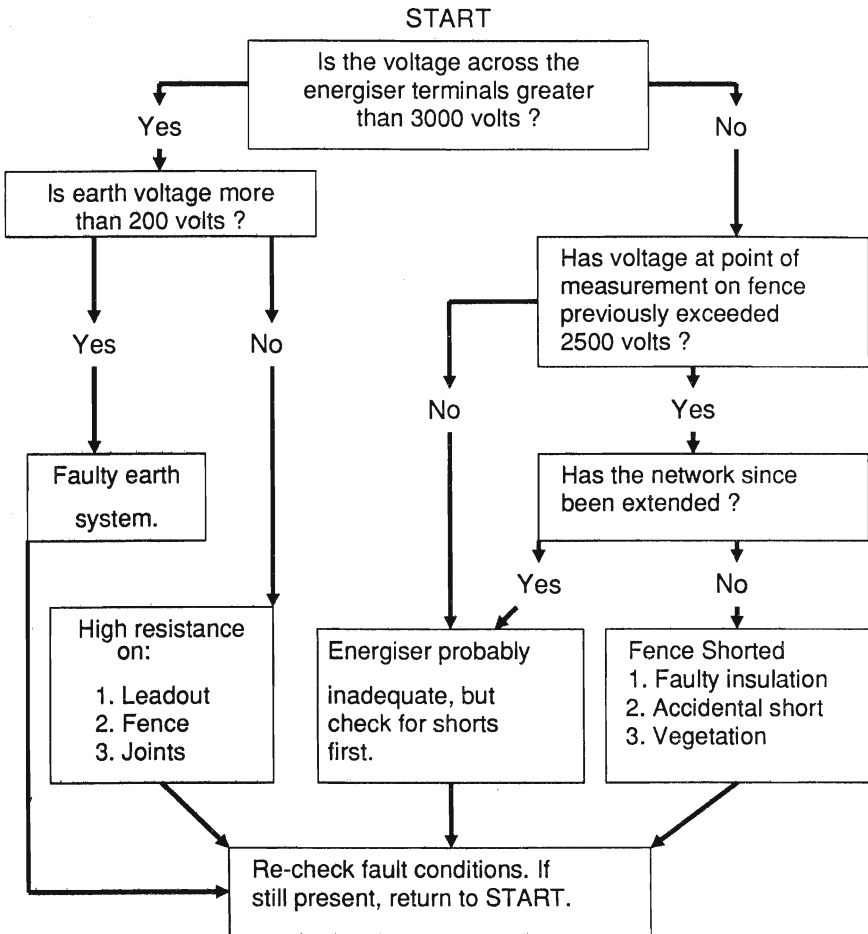 START
Is the voltage across the
energiser terminals greater
than 3000 volts ?
Yes
No
Is earth voltage more
than 200 volts ?
Has voltage at point of
measurement on fence
previously exceeded
2500 volts ?
Yes
No
No
Yes
Faulty earth
system.
Has the network since
been extended ?
Yes
No
High resistance
on:
1. Leadout
2. Fence
3. Joints
Energiser probably
inadequate, but
check for shorts
first.
Fence Shorted
1. Faulty insulation
2. Accidental short
3. Vegetation
Re-check fault conditions. If
still present, return to START.